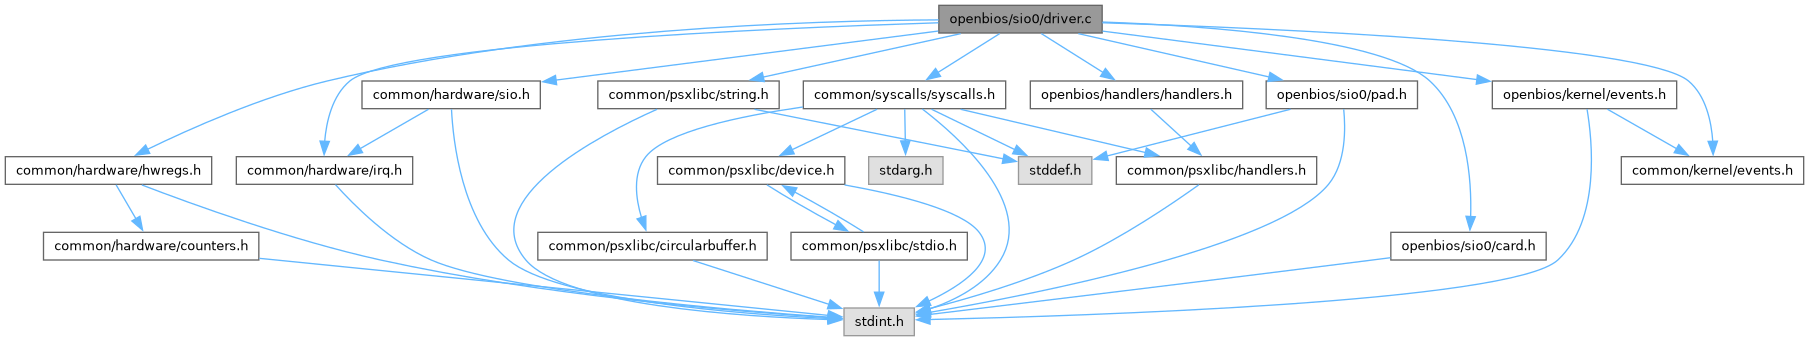 openbios/sio0/driver.c
common/hardware/sio.h
common/psxlibc/string.h
common/syscalls/syscalls.h
openbios/handlers/handlers.h
openbios/sio0/pad.h
openbios/kernel/events.h
common/hardware/hwregs.h
common/hardware/irq.h
common/psxlibc/device.h
stdarg.h
stddef.h
common/psxlibc/handlers.h
common/kernel/events.h
common/hardware/counters.h
common/psxlibc/circularbuffer.h
common/psxlibc/stdio.h
openbios/sio0/card.h
stdint.h